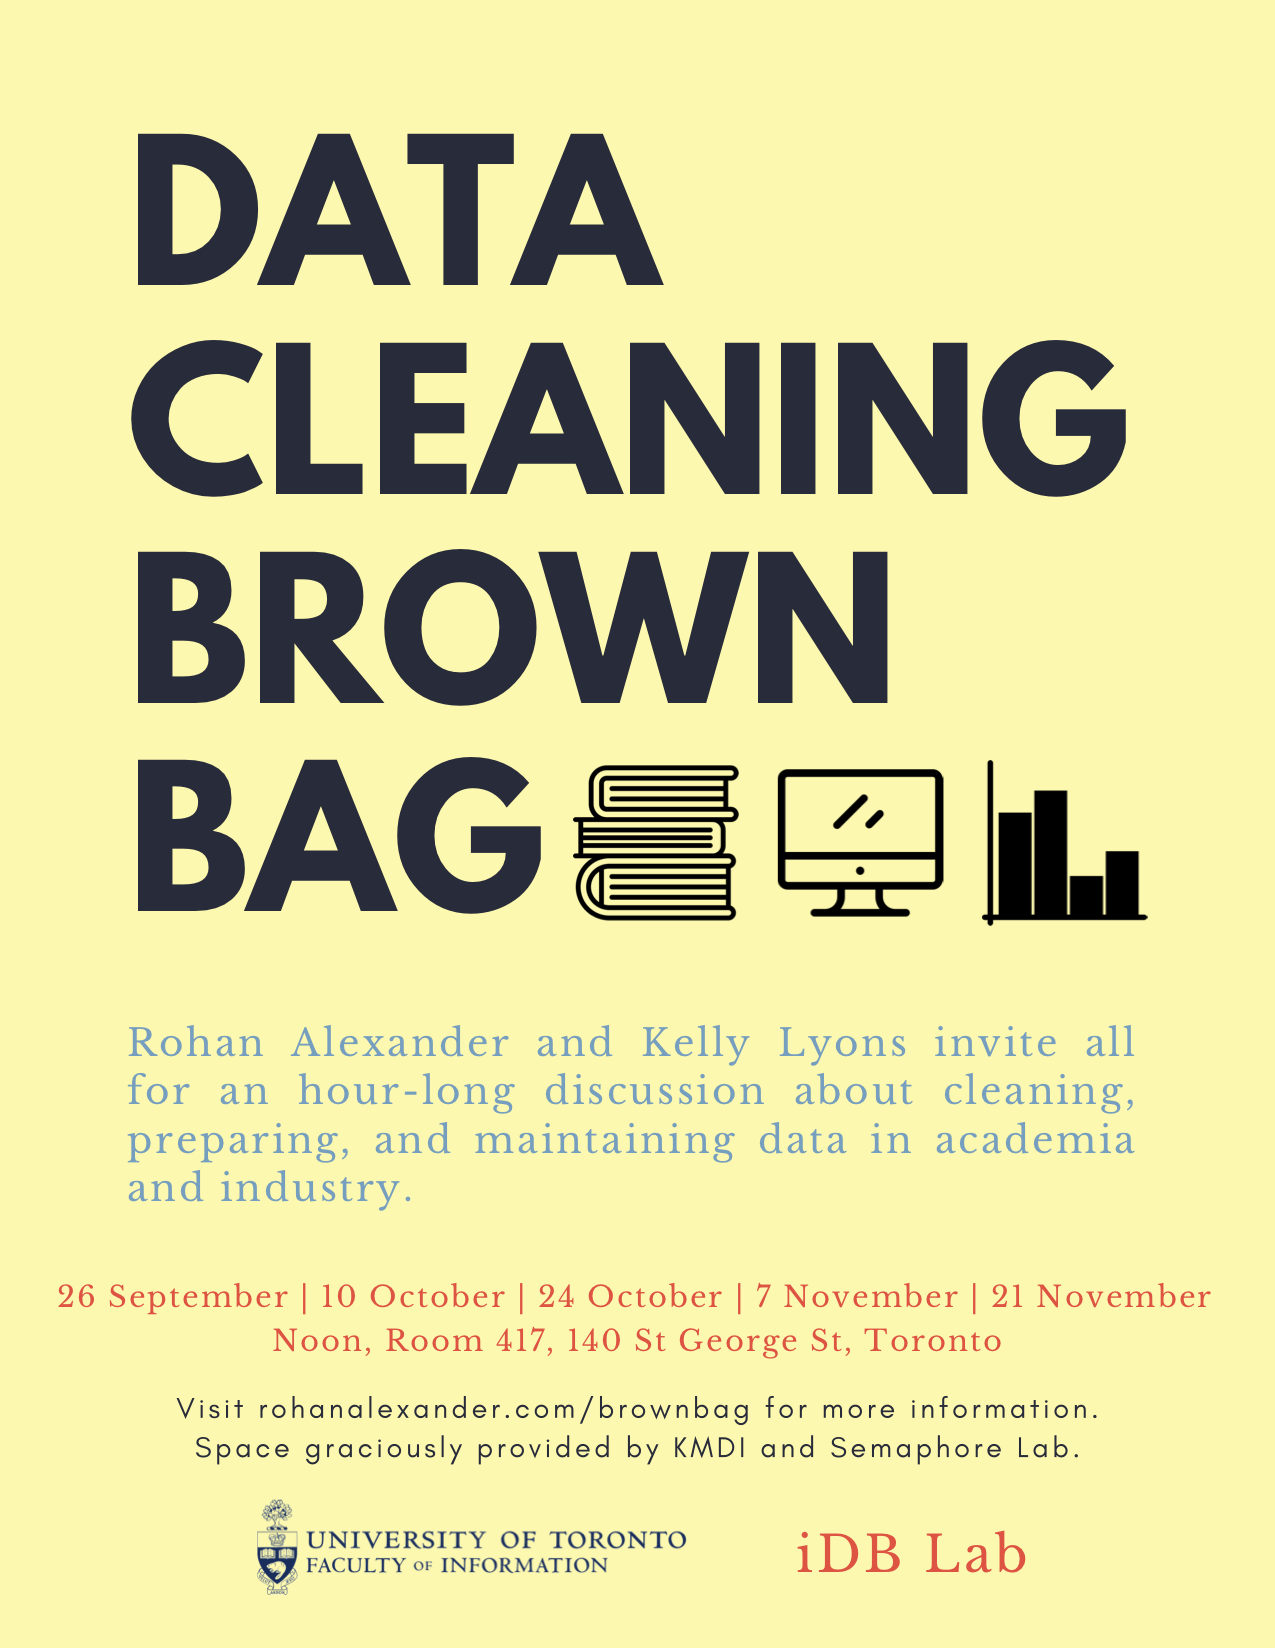 DATA
CLEANING
BROWN
BAG
Rohan Alexander and Kelly Lyons invite all
for an hour-long discussion about cleaning,
preparing, and maintaining data in academia
and industry.
26 September | 10 October | 24 October | 7 November | 21 November
Noon, Room 417, 140 St George St, Toronto
Visit rohanalexander.com/brownbag for more information.
Space graciously provided by KMDI and Semaphore Lab.
UNIVERSITY OF TORONTO
FACULTY OF INFORMATION
iDB Lab